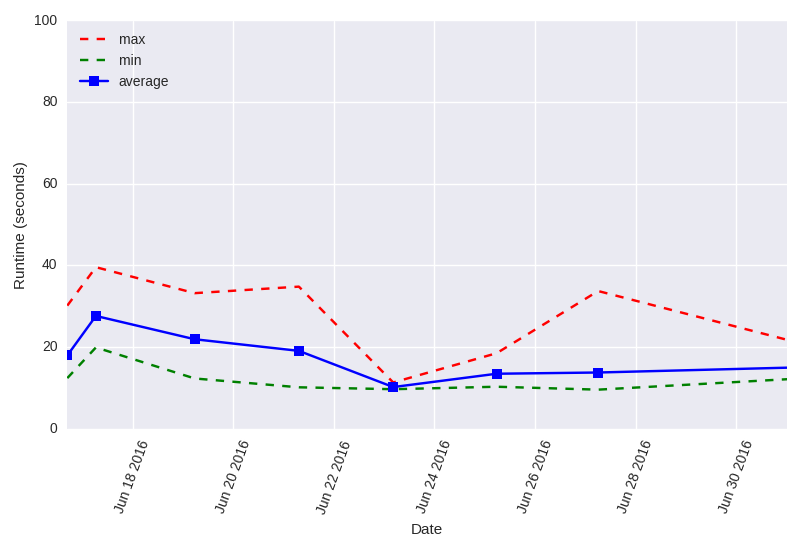 100
80
60
40
20
0
Runtime (seconds)
max
min
average
Jun 18 2016
Jun 20 2016
Jun 22 2016
Jun 24 2016
Jun 26 2016
Jun 28 2016
Jun 30 2016
Date